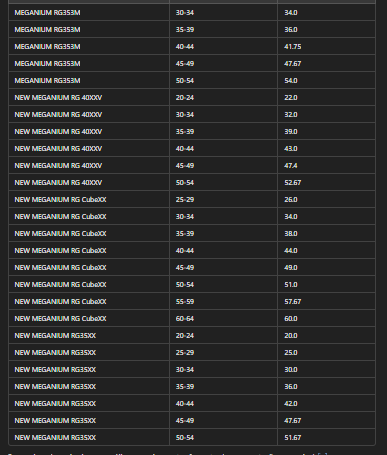 MEGANIUM RG353M 30-34 34.0
MEGANIUM RG353M 35-39 36.0
MEGANIUM RG353M 40-44 41.75
MEGANIUM RG353M 45-49 47.67
MEGANIUM RG353M 50-54 54.0
NEW MEGANIUM RG 40XXV 20-24 22.0
NEW MEGANIUM RG 40XXV 30-34 32.0
NEW MEGANIUM RG 40XXV 35-39 39.0
NEW MEGANIUM RG 40XXV 40-44 43.0
NEW MEGANIUM RG 40XXV 45-49 47.4
NEW MEGANIUM RG 40XXV 50-54 52.67
NEW MEGANIUM RG CubeXX 25-29 26.0
NEW MEGANIUM RG CubeXX 30-34 34.0
NEW MEGANIUM RG CubeXX 35-39 38.0
NEW MEGANIUM RG CubeXX 40-44 44.0
NEW MEGANIUM RG CubeXX 45-49 49.0
NEW MEGANIUM RG CubeXX 50-54 51.0
NEW MEGANIUM RG CubeXX 55-59 57.67
NEW MEGANIUM RG CubeXX 60-64 60.0
NEW MEGANIUM RG35XX 20-24 20.0
NEW MEGANIUM RG35XX 25-29 25.0
NEW MEGANIUM RG35XX 30-34 30.0
NEW MEGANIUM RG35XX 35-39 36.0
NEW MEGANIUM RG35XX 40-44 42.0
NEW MEGANIUM RG35XX 45-49 47.67
NEW MEGANIUM RG35XX 50-54 51.67